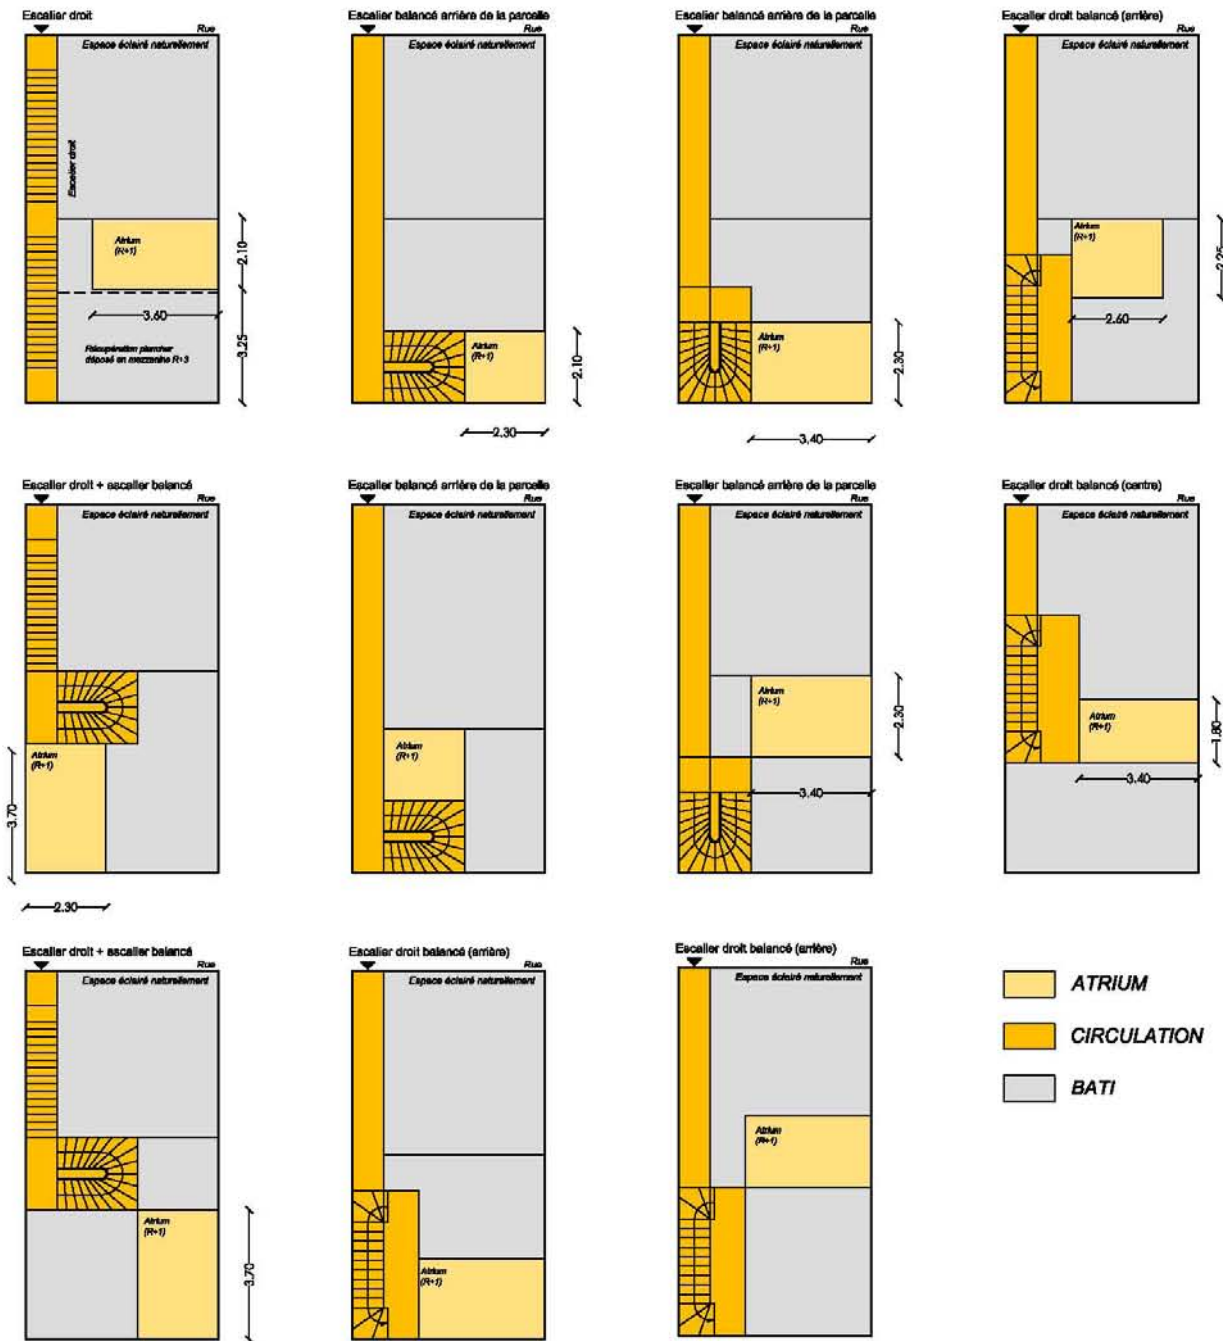 Escalier droit
Rue
Espace éclairé naturellement
Escalier droit
Atrium
(R+1)
2.10
3.60
3.25
Récupération plancher
déposé en mezzanine R+3
Escalier balancé arrière de la parcelle
Rue
Espace éclairé naturellement
Atrium
(R+1)
2.10
2.30
Escalier balancé arrière de la parcelle
Rue
Espace éclairé naturellement
Atrium
(R+1)
2.30
3.40
Escalier droit balancé (arrière)
Rue
Espace éclairé naturellement
Atrium
(R+1)
2.25
2.60
Escalier droit + escalier balancé
Rue
Espace éclairé naturellement
Atrium
(R+1)
3.70
2.30
Escalier balancé arrière de la parcelle
Rue
Espace éclairé naturellement
Atrium
(R+1)
Escalier balancé arrière de la parcelle
Rue
Espace éclairé naturellement
Atrium
(R+1)
2.30
3.40
Escalier droit balancé (centre)
Rue
Espace éclairé naturellement
Atrium
(R+1)
1.80
3.40
Escalier droit + escalier balancé
Rue
Espace éclairé naturellement
Atrium
(R+1)
3.70
Escalier droit balancé (arrière)
Rue
Espace éclairé naturellement
Atrium
(R+1)
Escalier droit balancé (arrière)
Rue
Espace éclairé naturellement
Atrium
(R+1)
ATRIUM
CIRCULATION
BATI